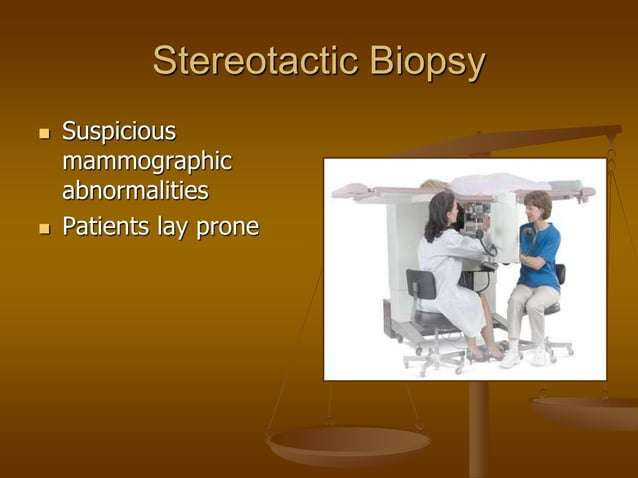 Stereotactic Biopsy
Suspicious
mammographic
abnormalities
Patients lay prone